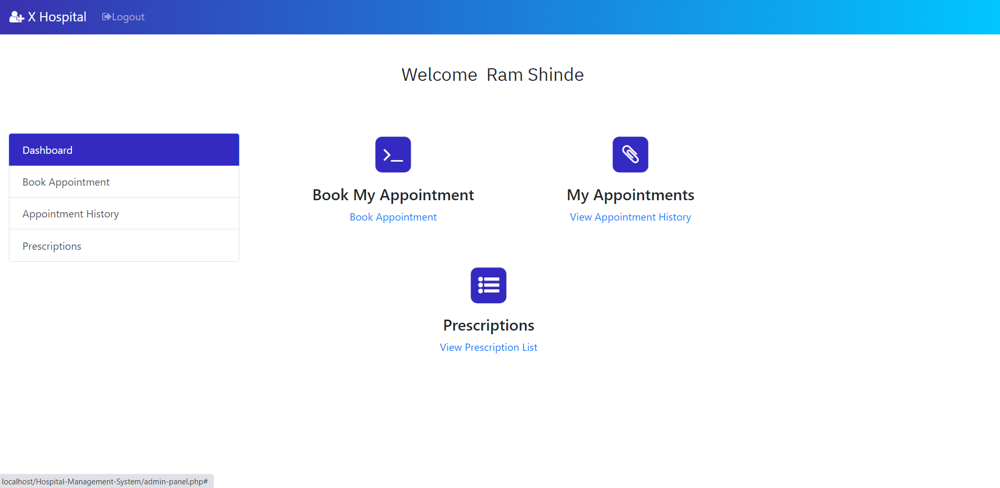 X Hospital Logout
Welcome Ram Shinde
Dashboard
Book Appointment
Appointment History
Prescriptions
Book My Appointment
Book Appointment
My Appointments
View Appointment History
Prescriptions
View Prescription List
localhost/Hospital-Management-System/admin-panel.php#